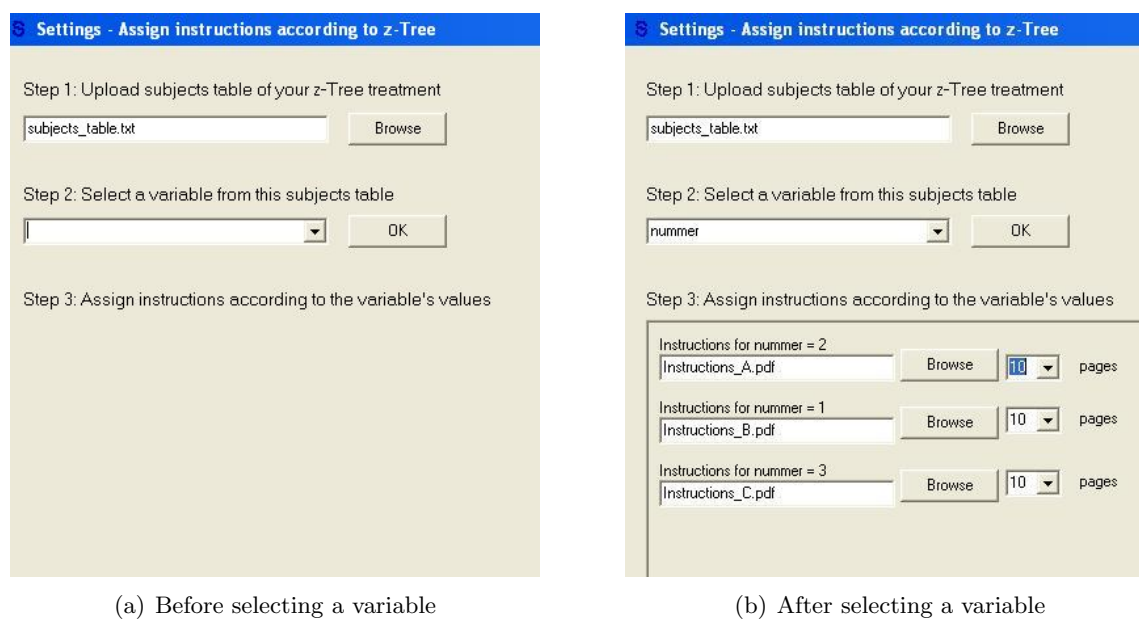 Settings - Assign instructions according to z-Tree
Step 1: Upload subjects table of your z-Tree treatment
subjects_table.txt
Browse
Step 2: Select a variable from this subjects table
OK
Step 3: Assign instructions according to the variable's values
(a) Before selecting a variable
Settings - Assign instructions according to z-Tree
Step 1: Upload subjects table of your z-Tree treatment
subjects_table.txt
Browse
Step 2: Select a variable from this subjects table
nummer
OK
Step 3: Assign instructions according to the variable's values
Instructions for nummer = 2
Instructions_A.pdf
Browse
10
pages
Instructions for nummer = 1
Instructions_B.pdf
Browse
10
pages
Instructions for nummer = 3
Instructions_C.pdf
Browse
10
pages
(b) After selecting a variable